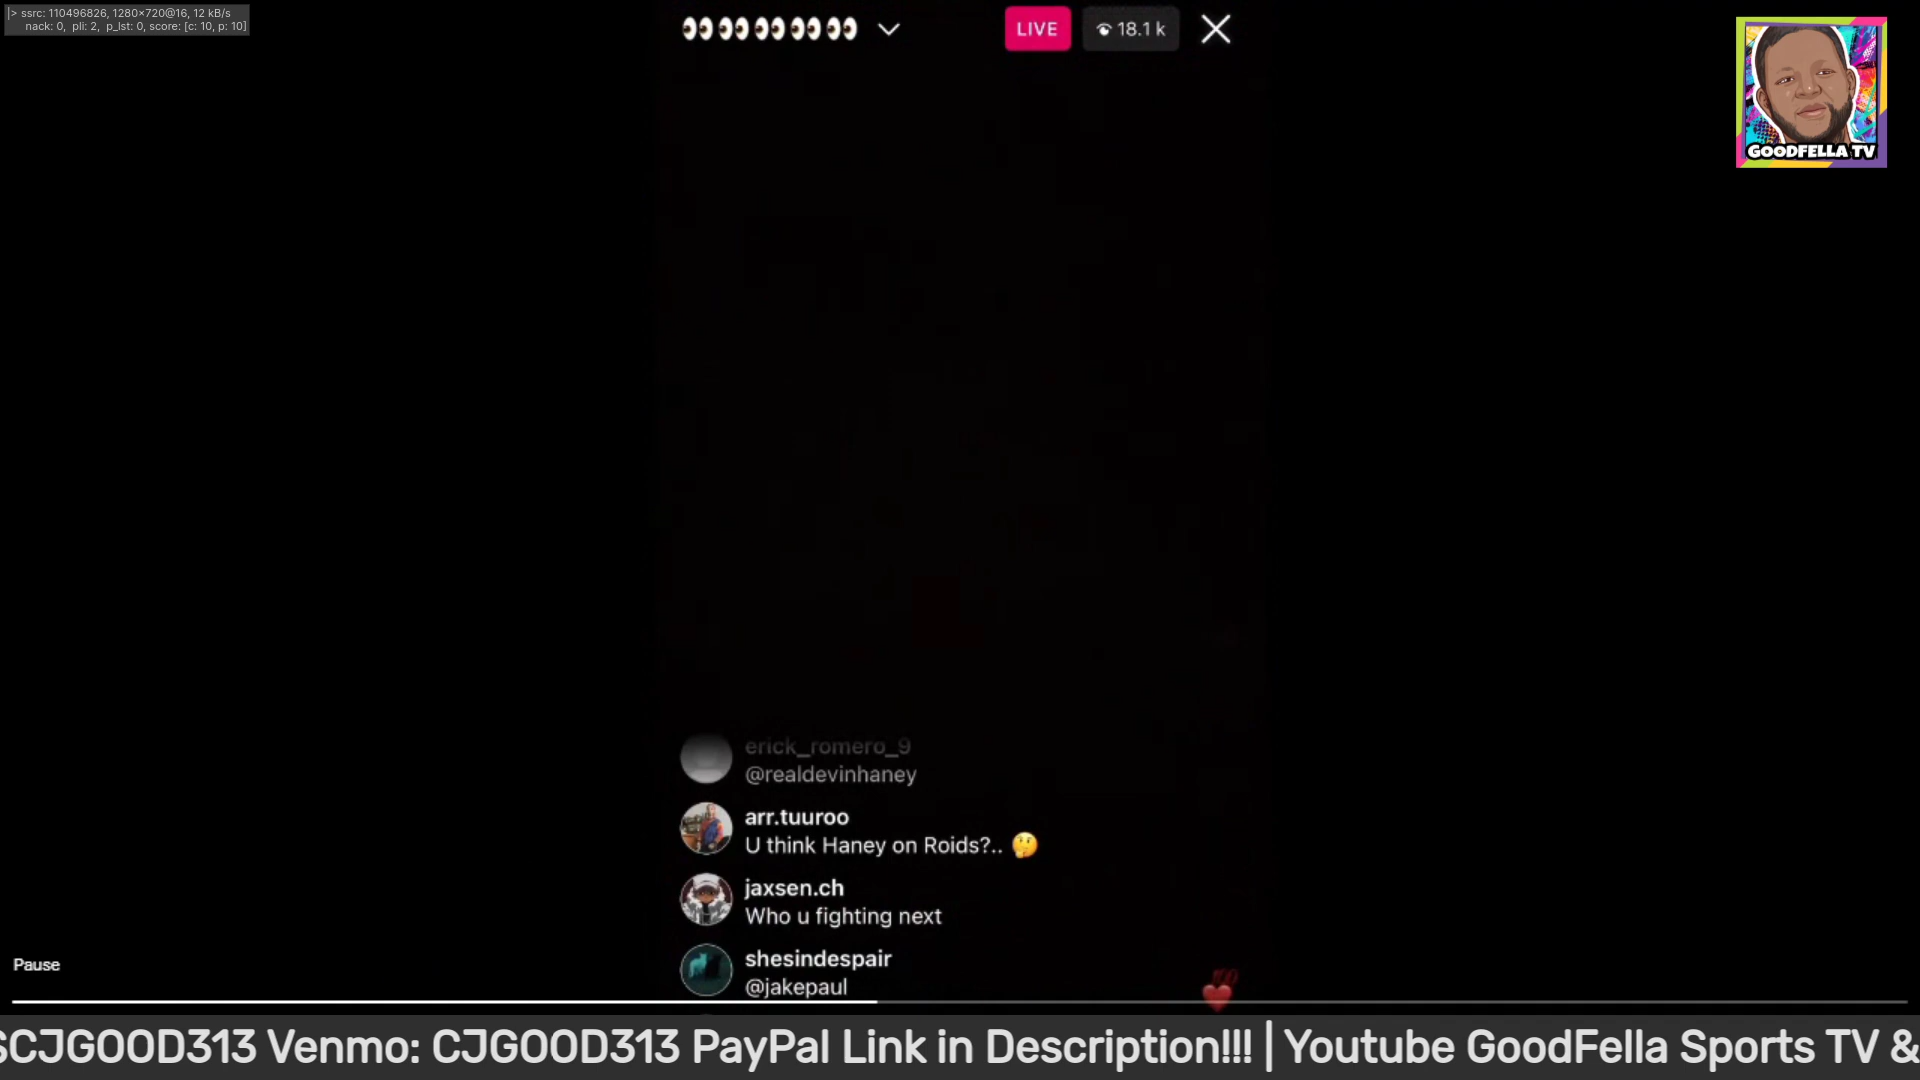 |> ssrc: 110496826, 1280×720@16, 12 kB/s
nack: 0, pli: 2, p_lst: 0, score: [c: 10, p: 10]
LIVE
18.1 k
GOODFELLA TV
erick_romero_9
@realdevinhaney
arr.tuuroo
U think Haney on Roids?.. 🤔
jaxsen.ch
Who u fighting next
shesindespair
@jakepaul
Pause
CJGOOD313 Venmo: CJGOOD313 PayPal Link in Description!!! | Youtube GoodFella Sports TV &